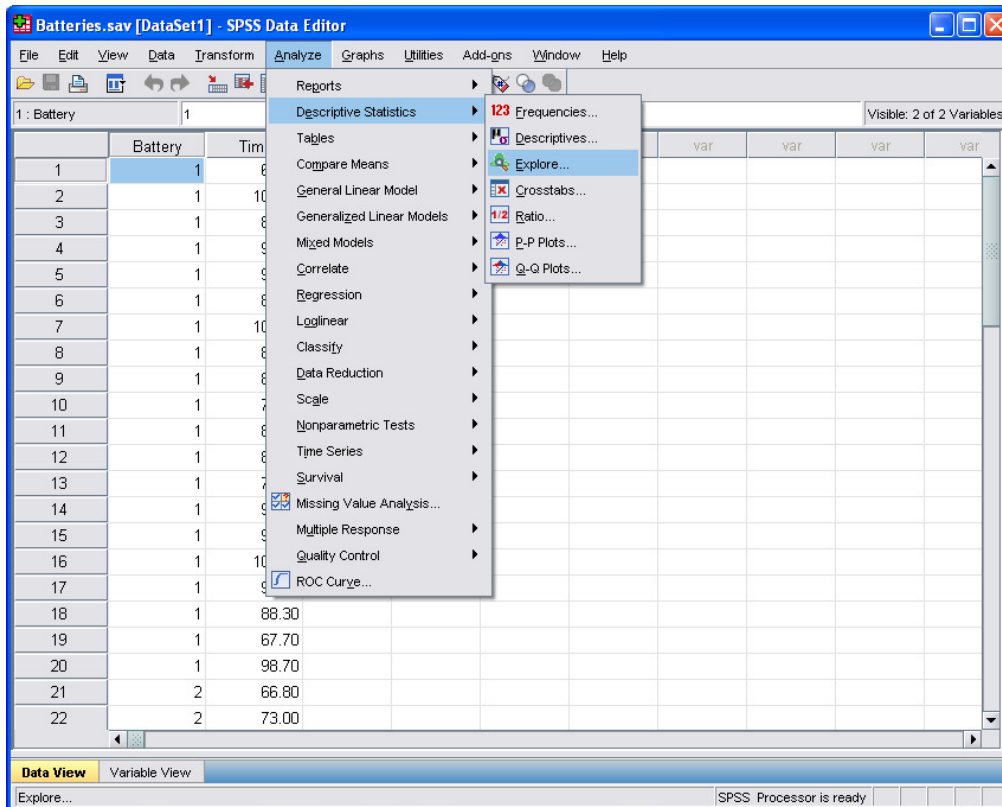 Batteries.sav [DataSet1] - SPSS Data Editor
File Edit View Data Transform Analyze Graphs Utilities Add-ons Window Help
1 : Battery 1 Visible: 2 of 2 Variables
Battery Tim var var var var
Reports
Descriptive Statistics
Tables
Compare Means
General Linear Model
Generalized Linear Models
Mixed Models
Correlate
Regression
Loglinear
Classify
Data Reduction
Scale
Nonparametric Tests
Time Series
Survival
Missing Value Analysis...
Multiple Response
Quality Control
ROC Curve...
123 Frequencies...
Descriptives...
Explore...
Crosstabs...
1/2 Ratio...
P-P Plots...
Q-Q Plots...
1 1
2 1 10
3 1
4 1
5 1
6 1
7 1 10
8 1
9 1
10 1
11 1
12 1
13 1
14 1
15 1
16 1 10
17 1
18 1 88.30
19 1 67.70
20 1 98.70
21 2 66.80
22 2 73.00
Data View Variable View
Explore... SPSS Processor is ready